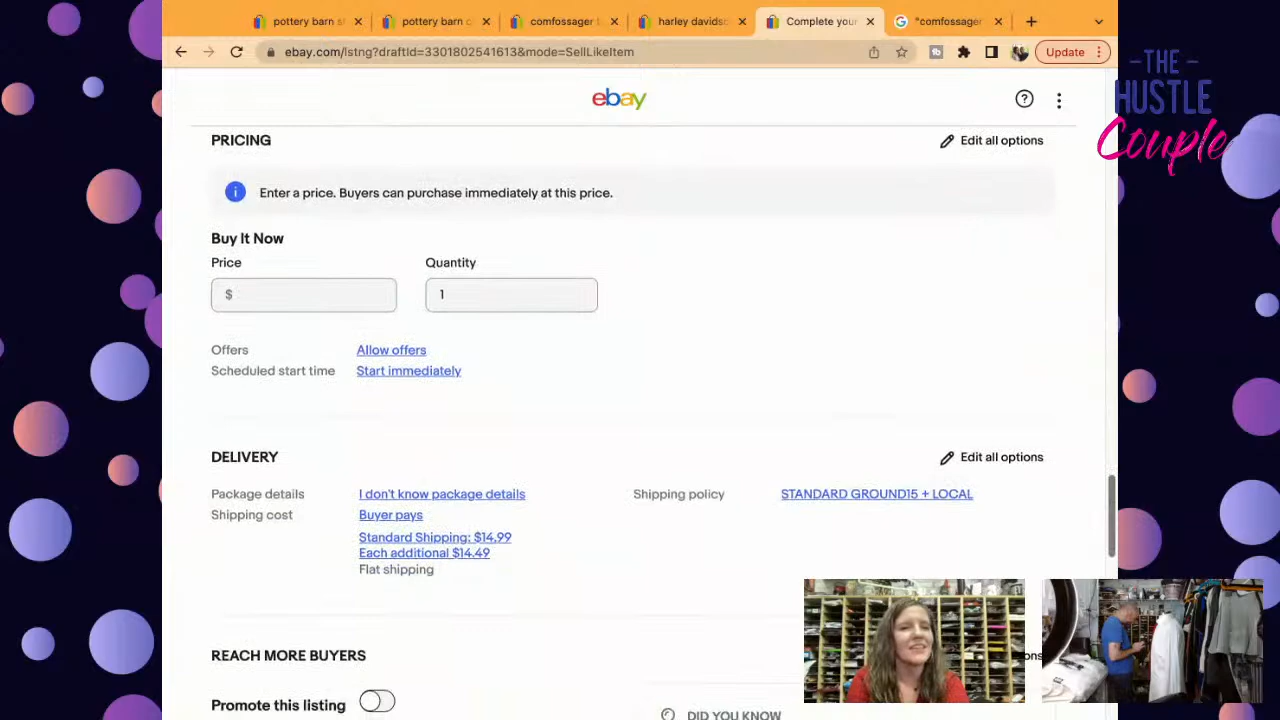 pottery barn s
pottery barn c
comfossager t
harley davids
Complete your
"comfossager
ebay.com/lstng?draftId=3301802541613&mode=SellLikeItem
Update
-THE-
HUSTLE
Couple
ebay
PRICING
Edit all options
Enter a price. Buyers can purchase immediately at this price.
Buy It Now
Price
Quantity
$
1
Offers
Allow offers
Scheduled start time
Start immediately
DELIVERY
Edit all options
Package details
I don't know package details
Shipping policy
STANDARD GROUND15 + LOCAL
Shipping cost
Buyer pays
Standard Shipping: $14.99
Each additional $14.49
Flat shipping
REACH MORE BUYERS
Promote this listing
DID YOU KNOW